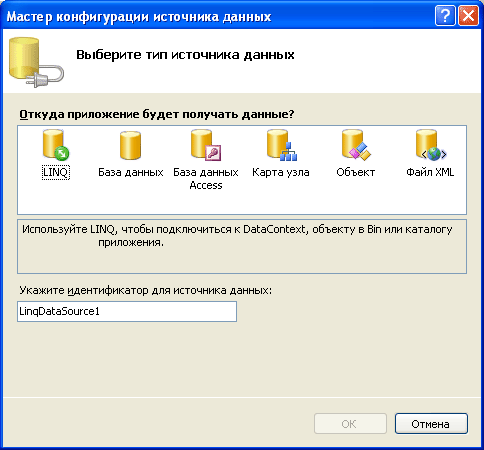 Мастер конфигурации источника данных
Выберите тип источника данных
Откуда приложение будет получать данные?
LINQ База данных База данных Access Карта узла Объект Файл XML
Используйте LINQ, чтобы подключиться к DataContext, объекту в Bin или каталогу
приложения.
Укажите идентификатор для источника данных:
LinqDataSource1
OK Отмена